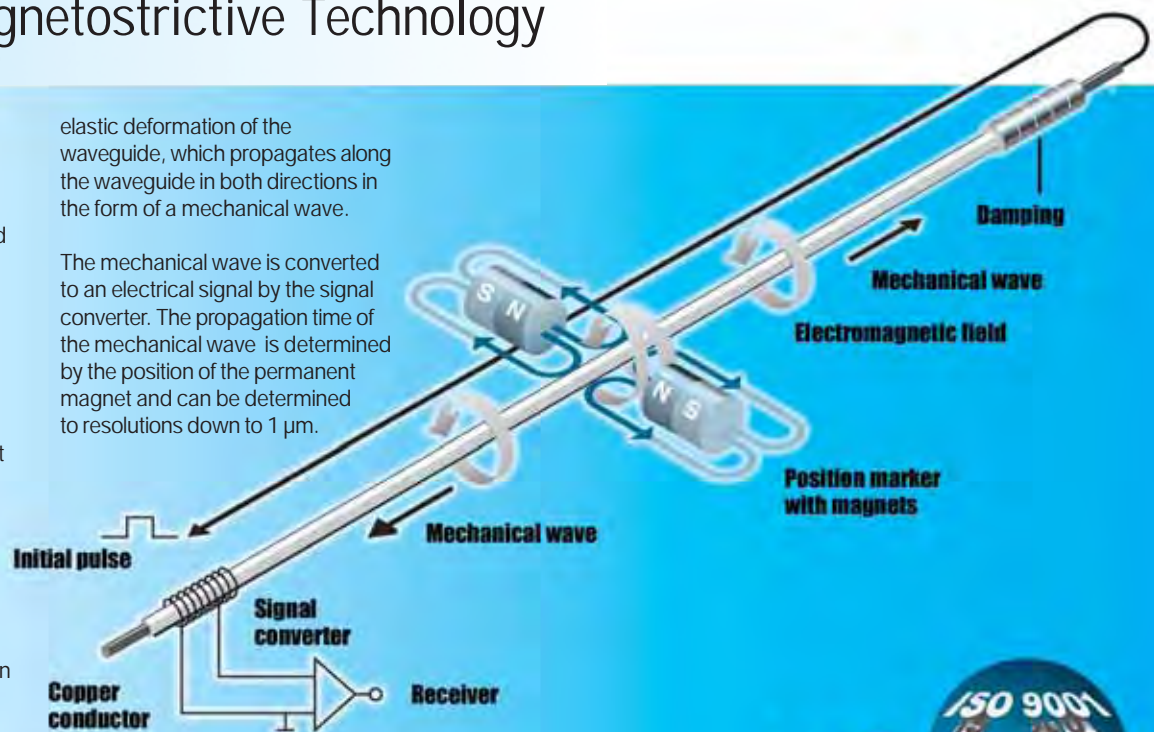 gnetostrictive Technology
elastic deformation of the
waveguide, which propagates along
the waveguide in both directions in
the form of a mechanical wave.
The mechanical wave is converted
to an electrical signal by the signal
converter. The propagation time of
the mechanical wave is determined
by the position of the permanent
magnet and can be determined
to resolutions down to 1 µm.
d
t
n
S N
N S
Damping
Mechanical wave
Electromagnetic field
Position marker
with magnets
Mechanical wave
Initial pulse
Signal
converter
Copper
conductor
Receiver
ISO 9001